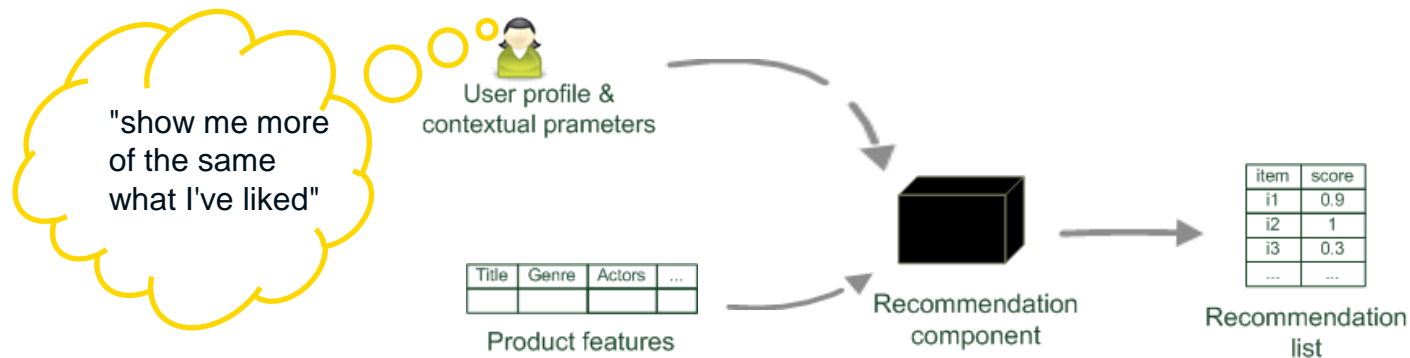 "show me more
of the same
what I've liked"
User profile &
contextual prameters
Title Genre Actors ...
Product features
Recommendation
component
item score
i1 0.9
i2 1
i3 0.3
... ...
Recommendation
list